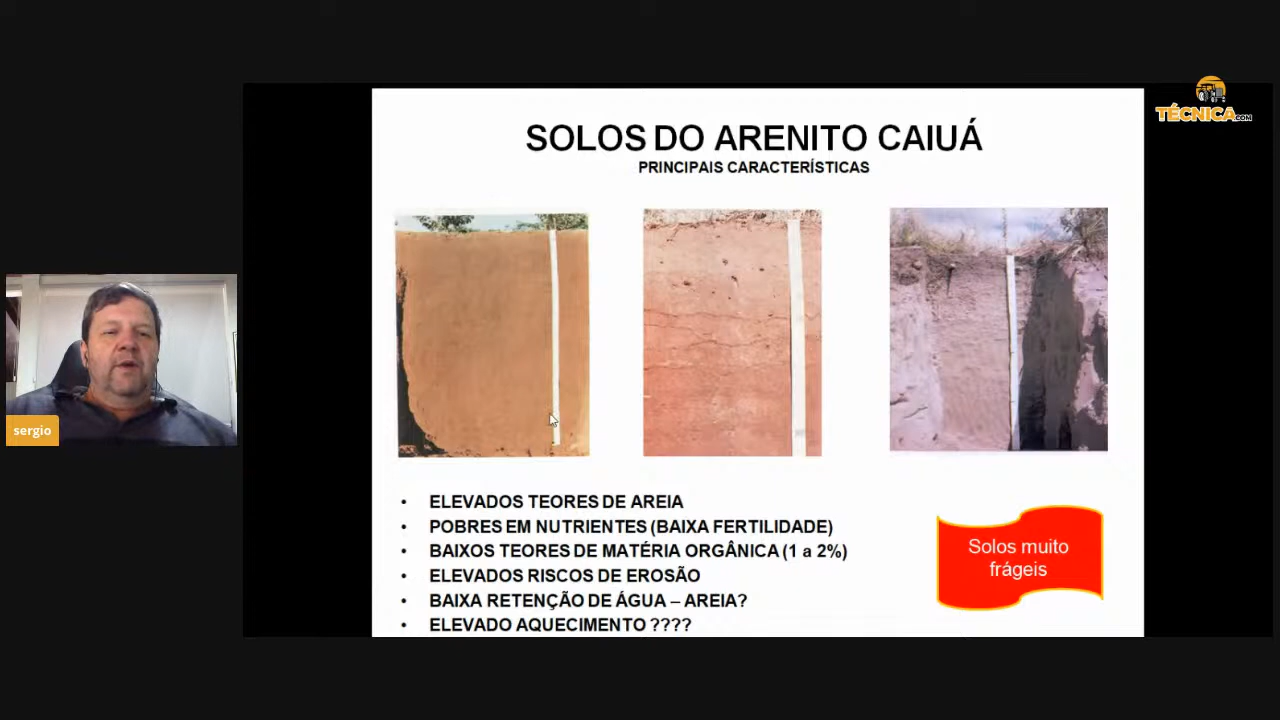 TÉCNICA.COM
SOLOS DO ARENITO CAIUÁ
PRINCIPAIS CARACTERÍSTICAS
sergio
• ELEVADOS TEORES DE AREIA
• POBRES EM NUTRIENTES (BAIXA FERTILIDADE)
• BAIXOS TEORES DE MATÉRIA ORGÂNICA (1 a 2%)
• ELEVADOS RISCOS DE EROSÃO
• BAIXA RETENÇÃO DE ÁGUA – AREIA?
• ELEVADO AQUECIMENTO ????
Solos muito
frágeis